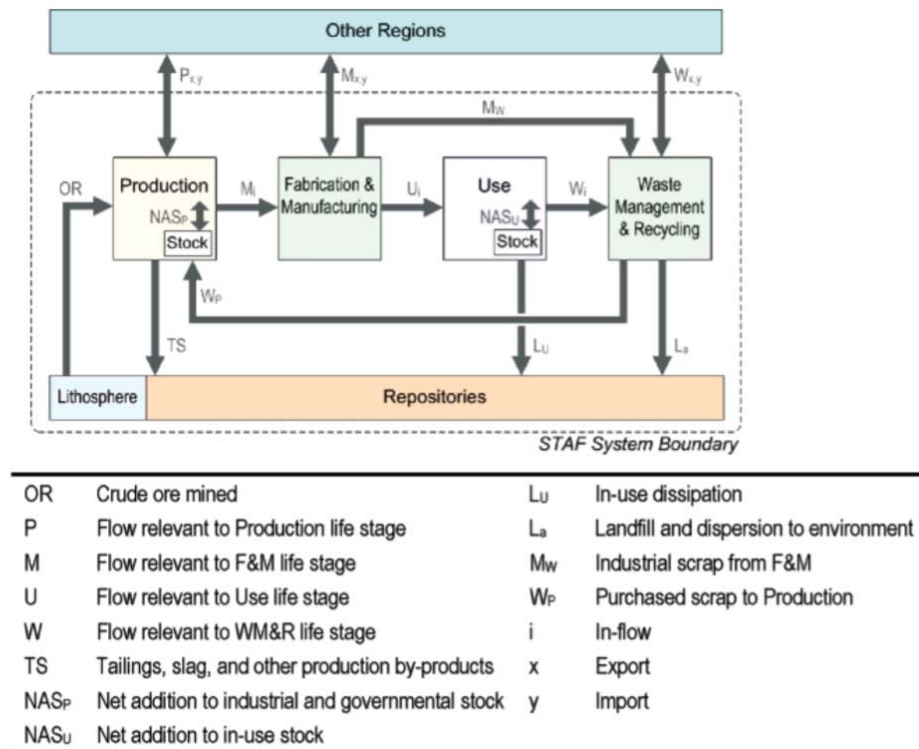 Other Regions
Px,y
Mx,y
Wx,y
MW
OR
Production
NASP
Stock
Mi
Fabrication &
Manufacturing
Ui
Use
NASU
Stock
Wi
Waste
Management
& Recycling
WP
TS
LU
La
Lithosphere
Repositories
STAF System Boundary
OR Crude ore mined
LU In-use dissipation
P Flow relevant to Production life stage
La Landfill and dispersion to environment
M Flow relevant to F&M life stage
MW Industrial scrap from F&M
U Flow relevant to Use life stage
WP Purchased scrap to Production
W Flow relevant to WM&R life stage
i In-flow
TS Tailings, slag, and other production by-products
x Export
NASP Net addition to industrial and governmental stock
y Import
NASU Net addition to in-use stock